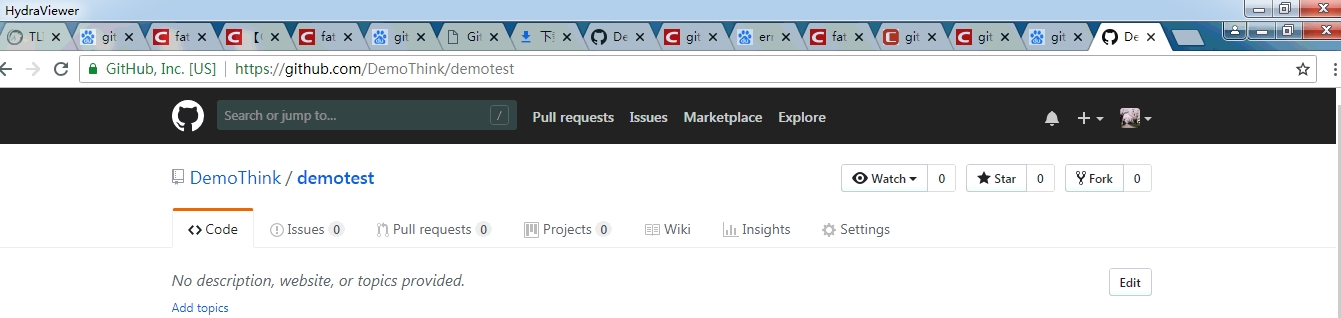 HydraViewer
git fat 【 fat git Git 下 De git err fat git git git De
GitHub, Inc. [US] https://github.com/DemoThink/demotest
Search or jump to... / Pull requests Issues Marketplace Explore
DemoThink / demotest Watch 0 Star 0 Fork 0
Code Issues 0 Pull requests 0 Projects 0 Wiki Insights Settings
No description, website, or topics provided. Edit
Add topics